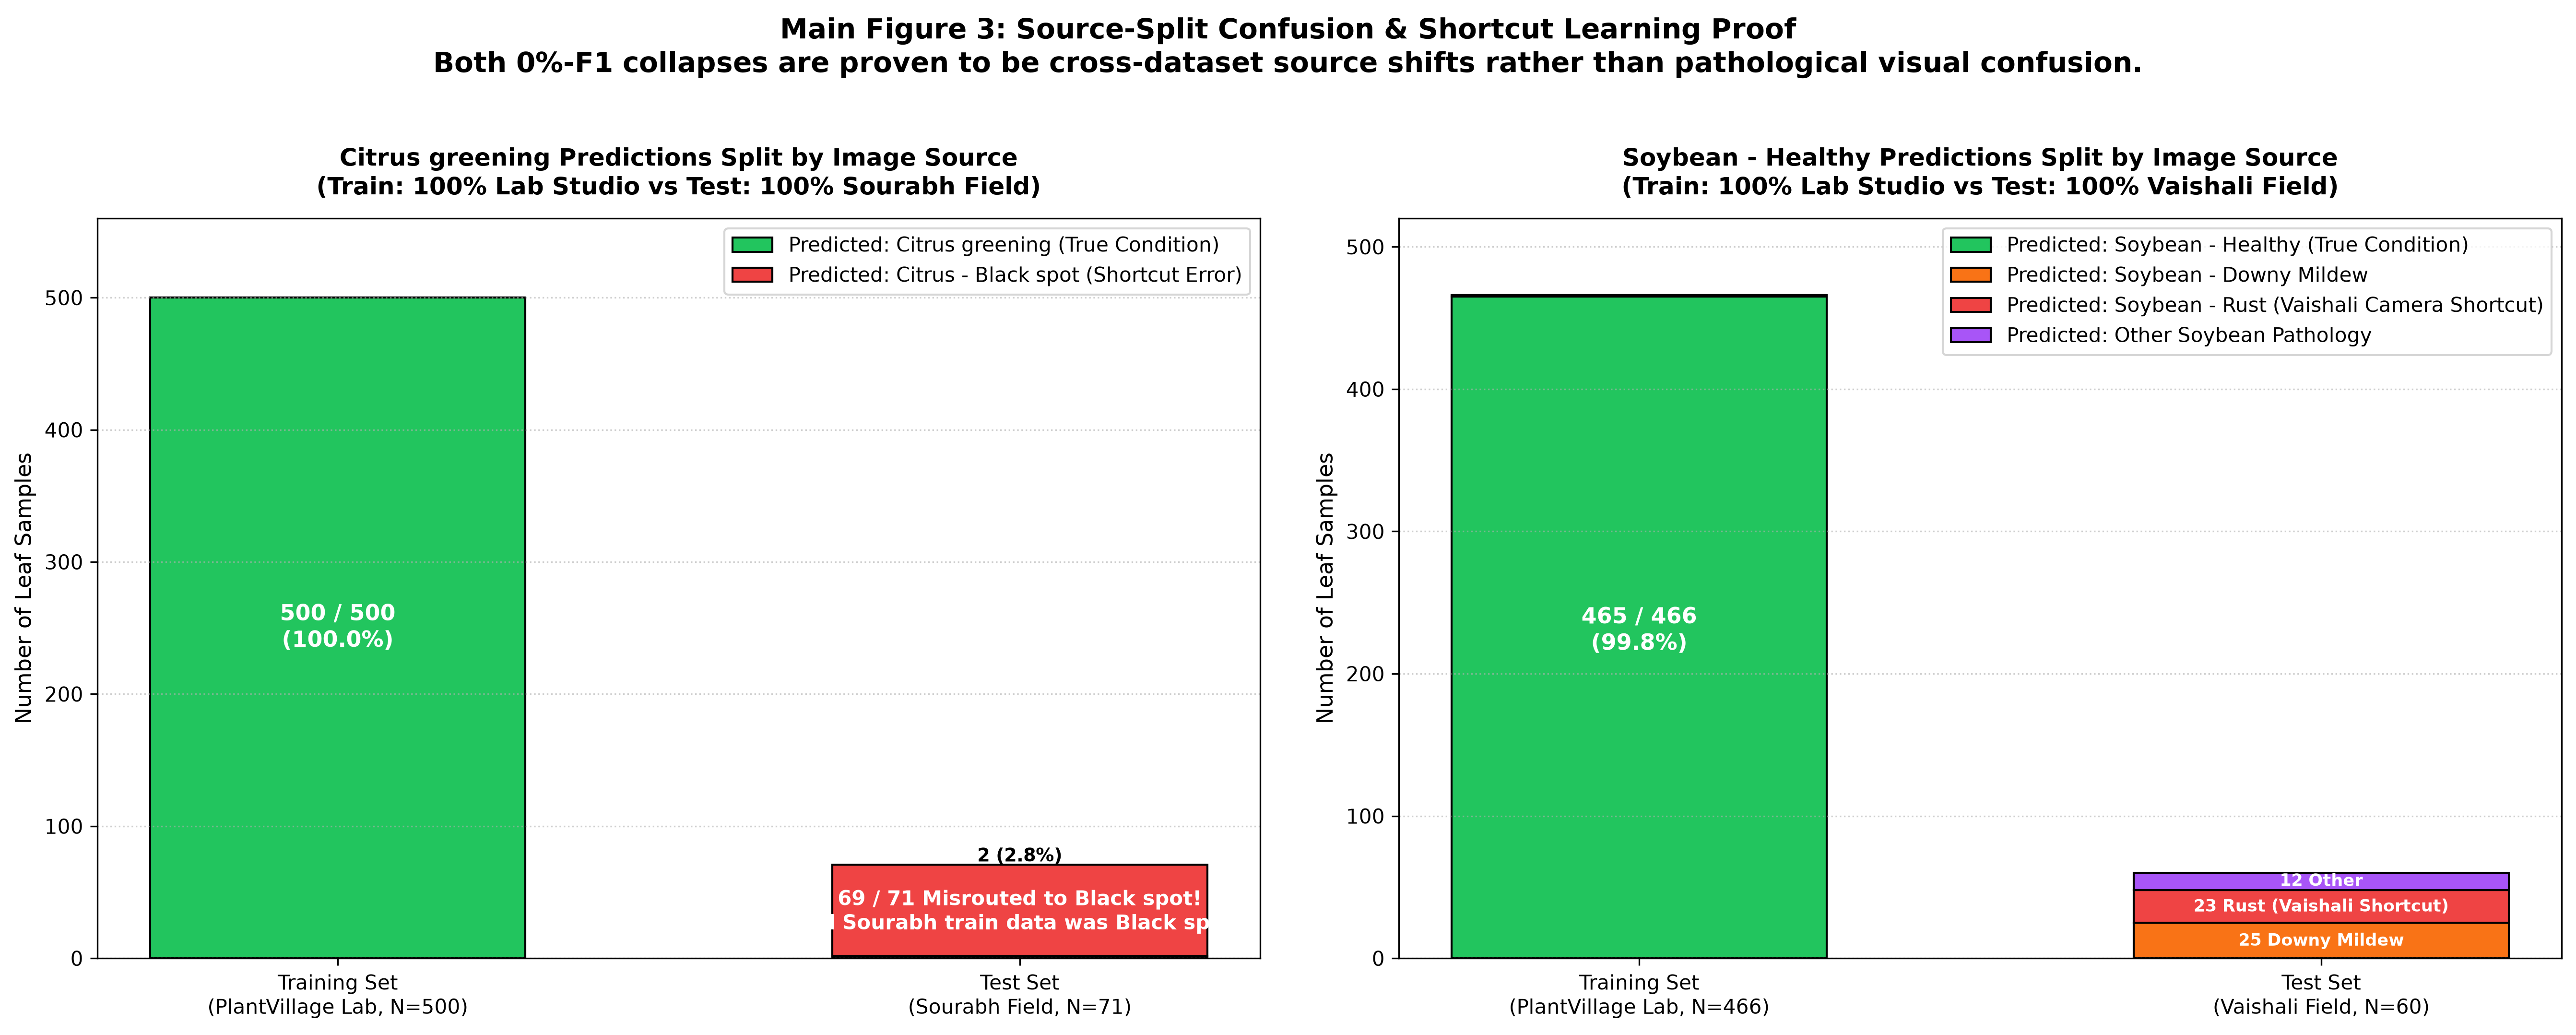 Main Figure 3: Source-Split Confusion & Shortcut Learning Proof
Both 0%-F1 collapses are proven to be cross-dataset source shifts rather than pathological visual confusion.
Citrus greening Predictions Split by Image Source
(Train: 100% Lab Studio vs Test: 100% Sourabh Field)
Number of Leaf Samples
500
400
300
200
100
0
Predicted: Citrus greening (True Condition)
Predicted: Citrus - Black spot (Shortcut Error)
500 / 500
(100.0%)
2 (2.8%)
69 / 71 Misrouted to Black spot!
Sourabh train data was Black sp
Training Set
(PlantVillage Lab, N=500)
Test Set
(Sourabh Field, N=71)
Soybean - Healthy Predictions Split by Image Source
(Train: 100% Lab Studio vs Test: 100% Vaishali Field)
Number of Leaf Samples
500
400
300
200
100
0
Predicted: Soybean - Healthy (True Condition)
Predicted: Soybean - Downy Mildew
Predicted: Soybean - Rust (Vaishali Camera Shortcut)
Predicted: Other Soybean Pathology
465 / 466
(99.8%)
12 Other
23 Rust (Vaishali Shortcut)
25 Downy Mildew
Training Set
(PlantVillage Lab, N=466)
Test Set
(Vaishali Field, N=60)